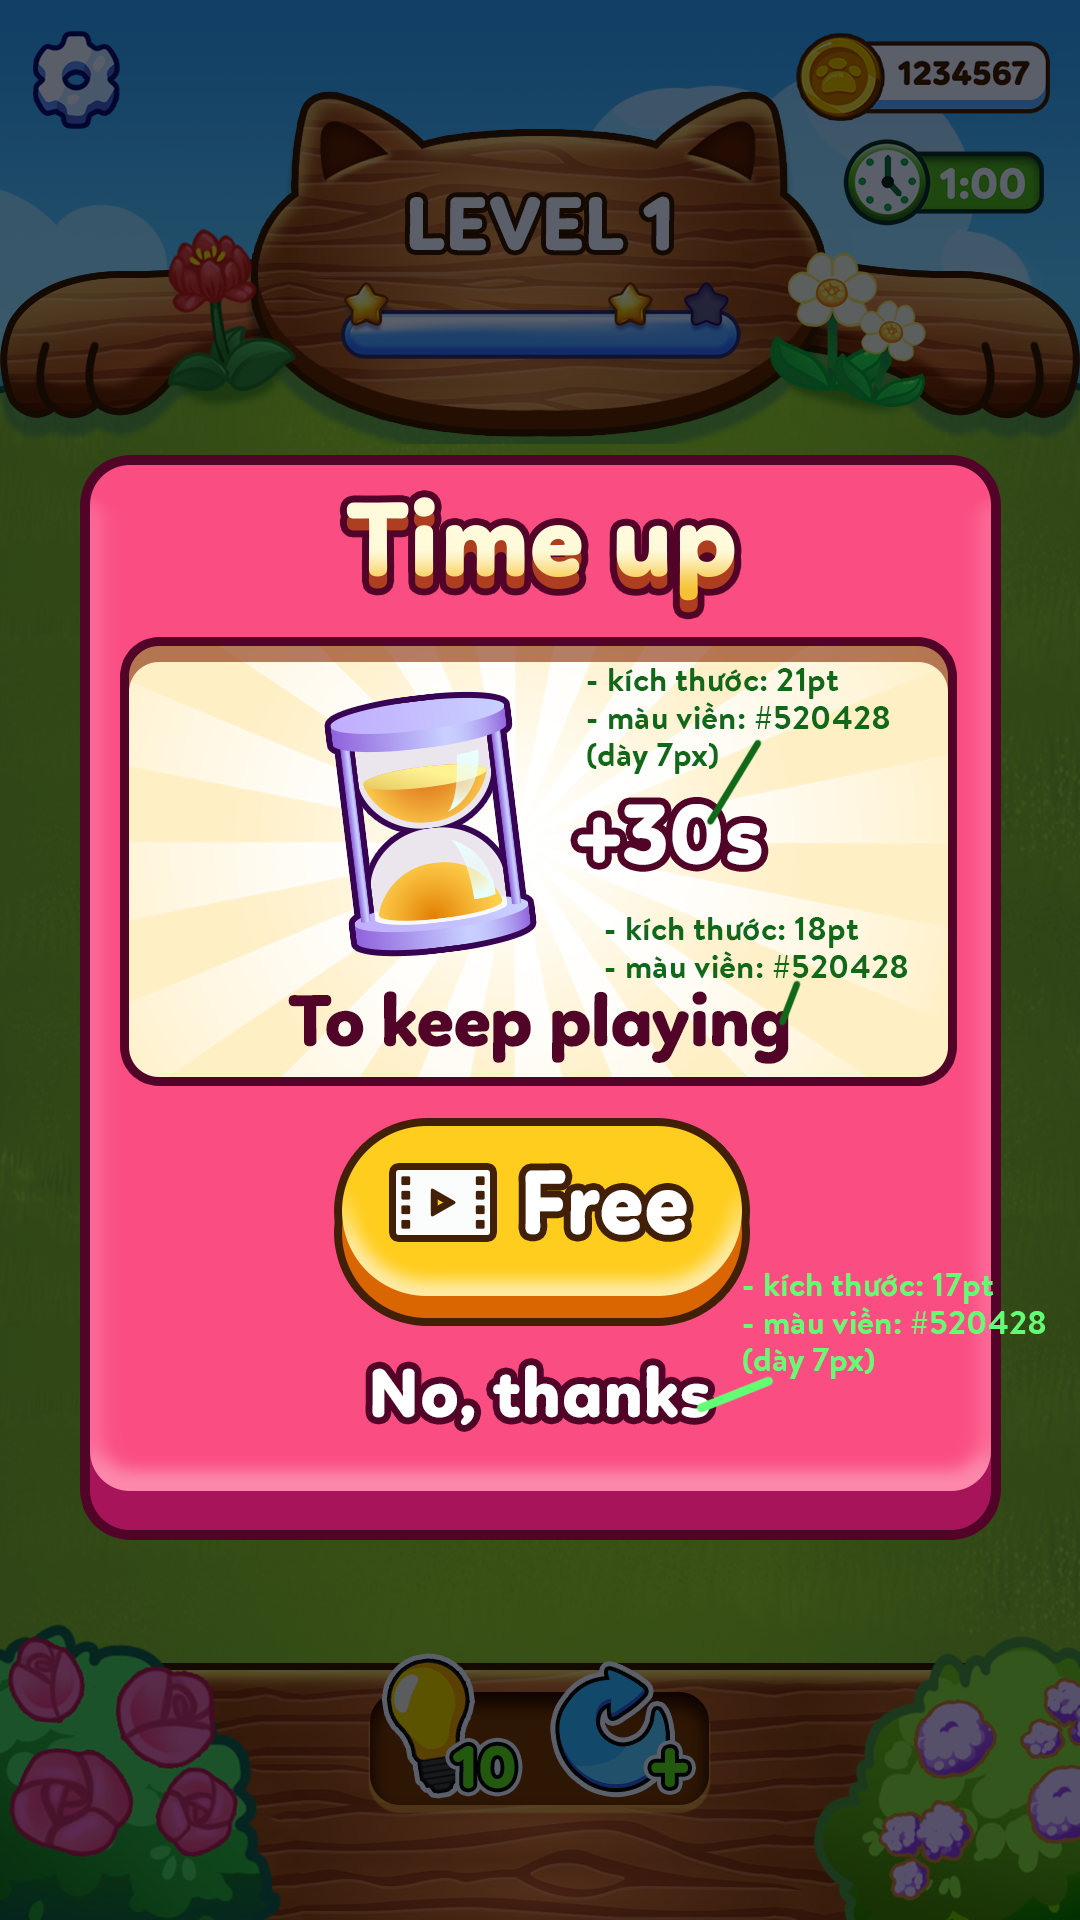 1234567
1:00
LEVEL 1
Time up
- kích thước: 21pt
- màu viền: #520428
(dày 7px)
+30s
- kích thước: 18pt
- màu viền: #520428
To keep playing
Free
- kích thước: 17pt
- màu viền: #520428
(dày 7px)
No, thanks
10
+